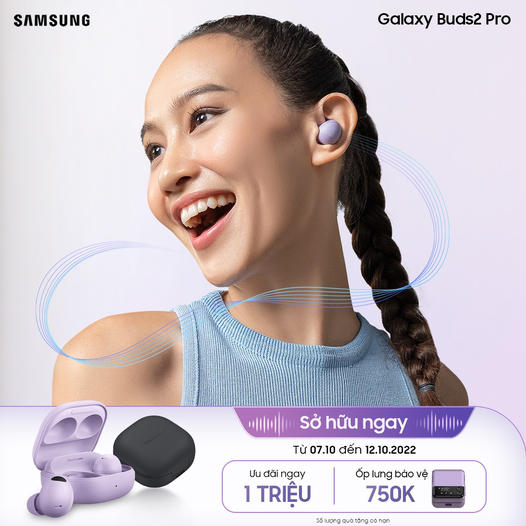 SAMSUNG
Galaxy Buds2 Pro
Sở hữu ngay
Từ 07.10 đến 12.10.2022
Ưu đãi ngay
1 TRIỆU
Ốp lưng bảo vệ
750K
Số lượng quà tặng có hạn